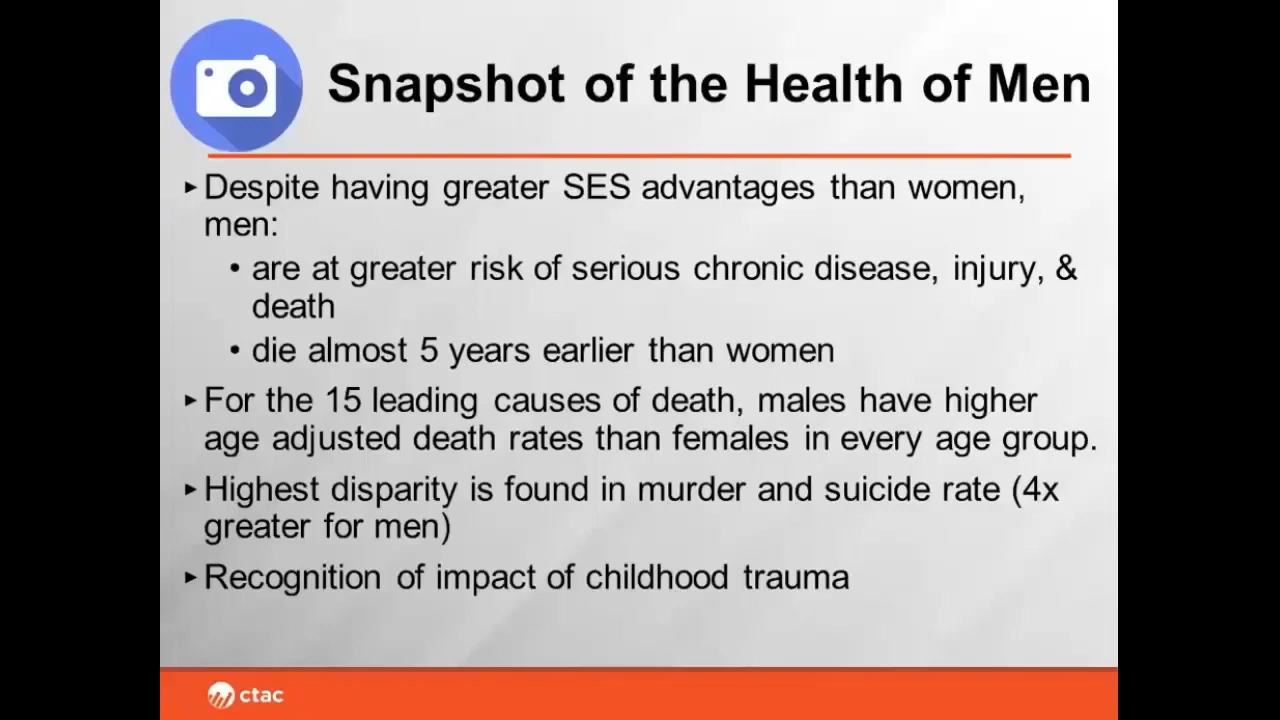 Snapshot of the Health of Men
▸Despite having greater SES advantages than women,
men:
• are at greater risk of serious chronic disease, injury, &
death
• die almost 5 years earlier than women
▸For the 15 leading causes of death, males have higher
age adjusted death rates than females in every age group.
▸Highest disparity is found in murder and suicide rate (4x
greater for men)
▸Recognition of impact of childhood trauma
ctac